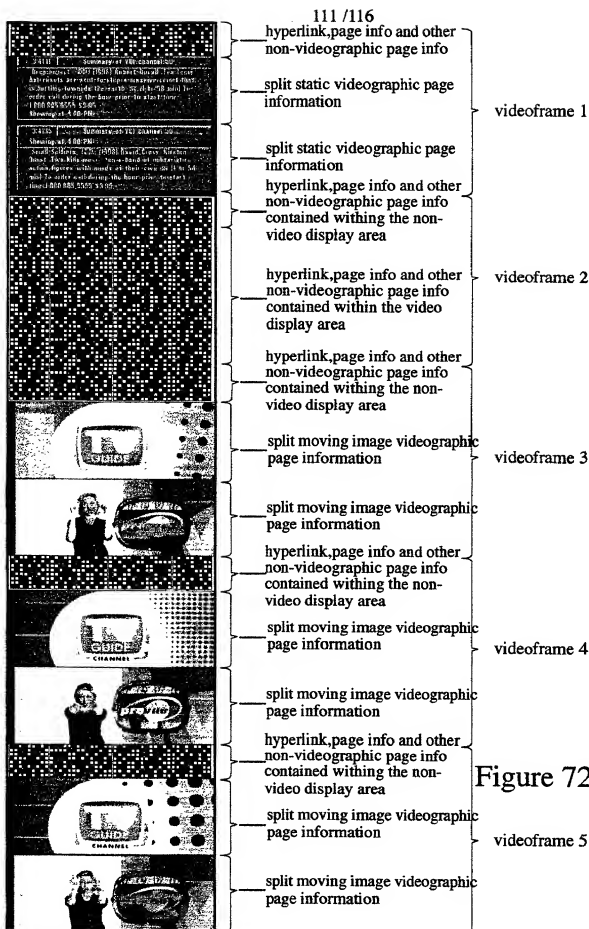 111 /116
hyperlink,page info and other
non-videographic page info
Summary of
split static videographic page
information
videoframe 1
Summary of
split static videographic page
information
hyperlink,page info and other
non-videographic page info
contained withing the non-
video display area
hyperlink,page info and other
non-videographic page info
contained within the video
display area
videoframe 2
hyperlink,page info and other
non-videographic page info
contained withing the non-
video display area
GUIDE
split moving image videographic
page information
videoframe 3
split moving image videographic
page information
hyperlink,page info and other
non-videographic page info
contained withing the non-
video display area
GUIDE
CHANNEL
split moving image videographic
page information
videoframe 4
split moving image videographic
page information
hyperlink,page info and other
non-videographic page info
contained withing the non-
video display area
Figure 72
GUIDE
CHANNEL
split moving image videographic
page information
videoframe 5
split moving image videographic
page information